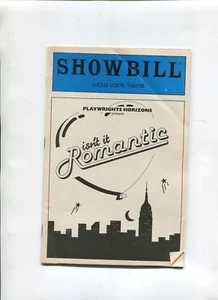 SHOWBILL
LUCILLE LORTEL THEATRE
PLAYWRIGHTS HORIZONS
presents
isn't it
Romantic